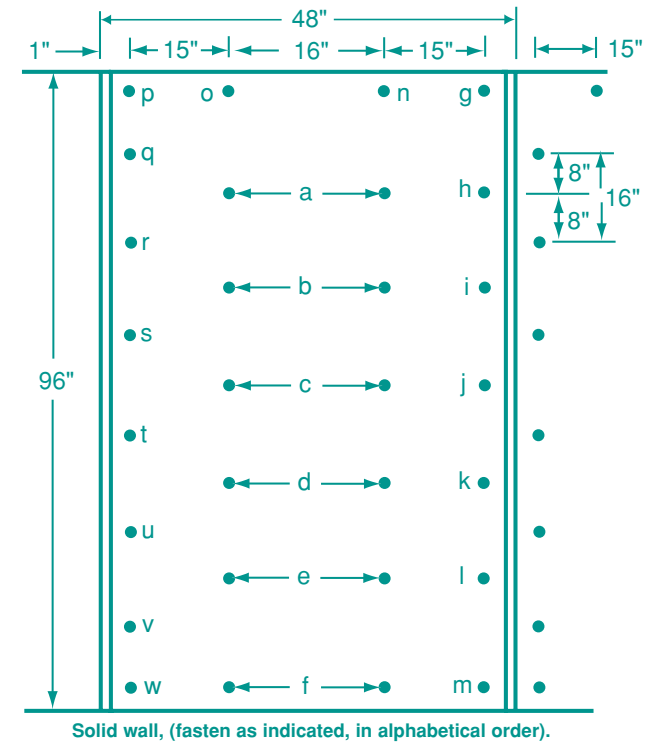 48"
1" 15" 16" 15" 15"
p o n g
q
8"
a h 16"
8"
r
b i
s
96" c j
t
d k
u
e l
v
w f m
Solid wall, (fasten as indicated, in alphabetical order).